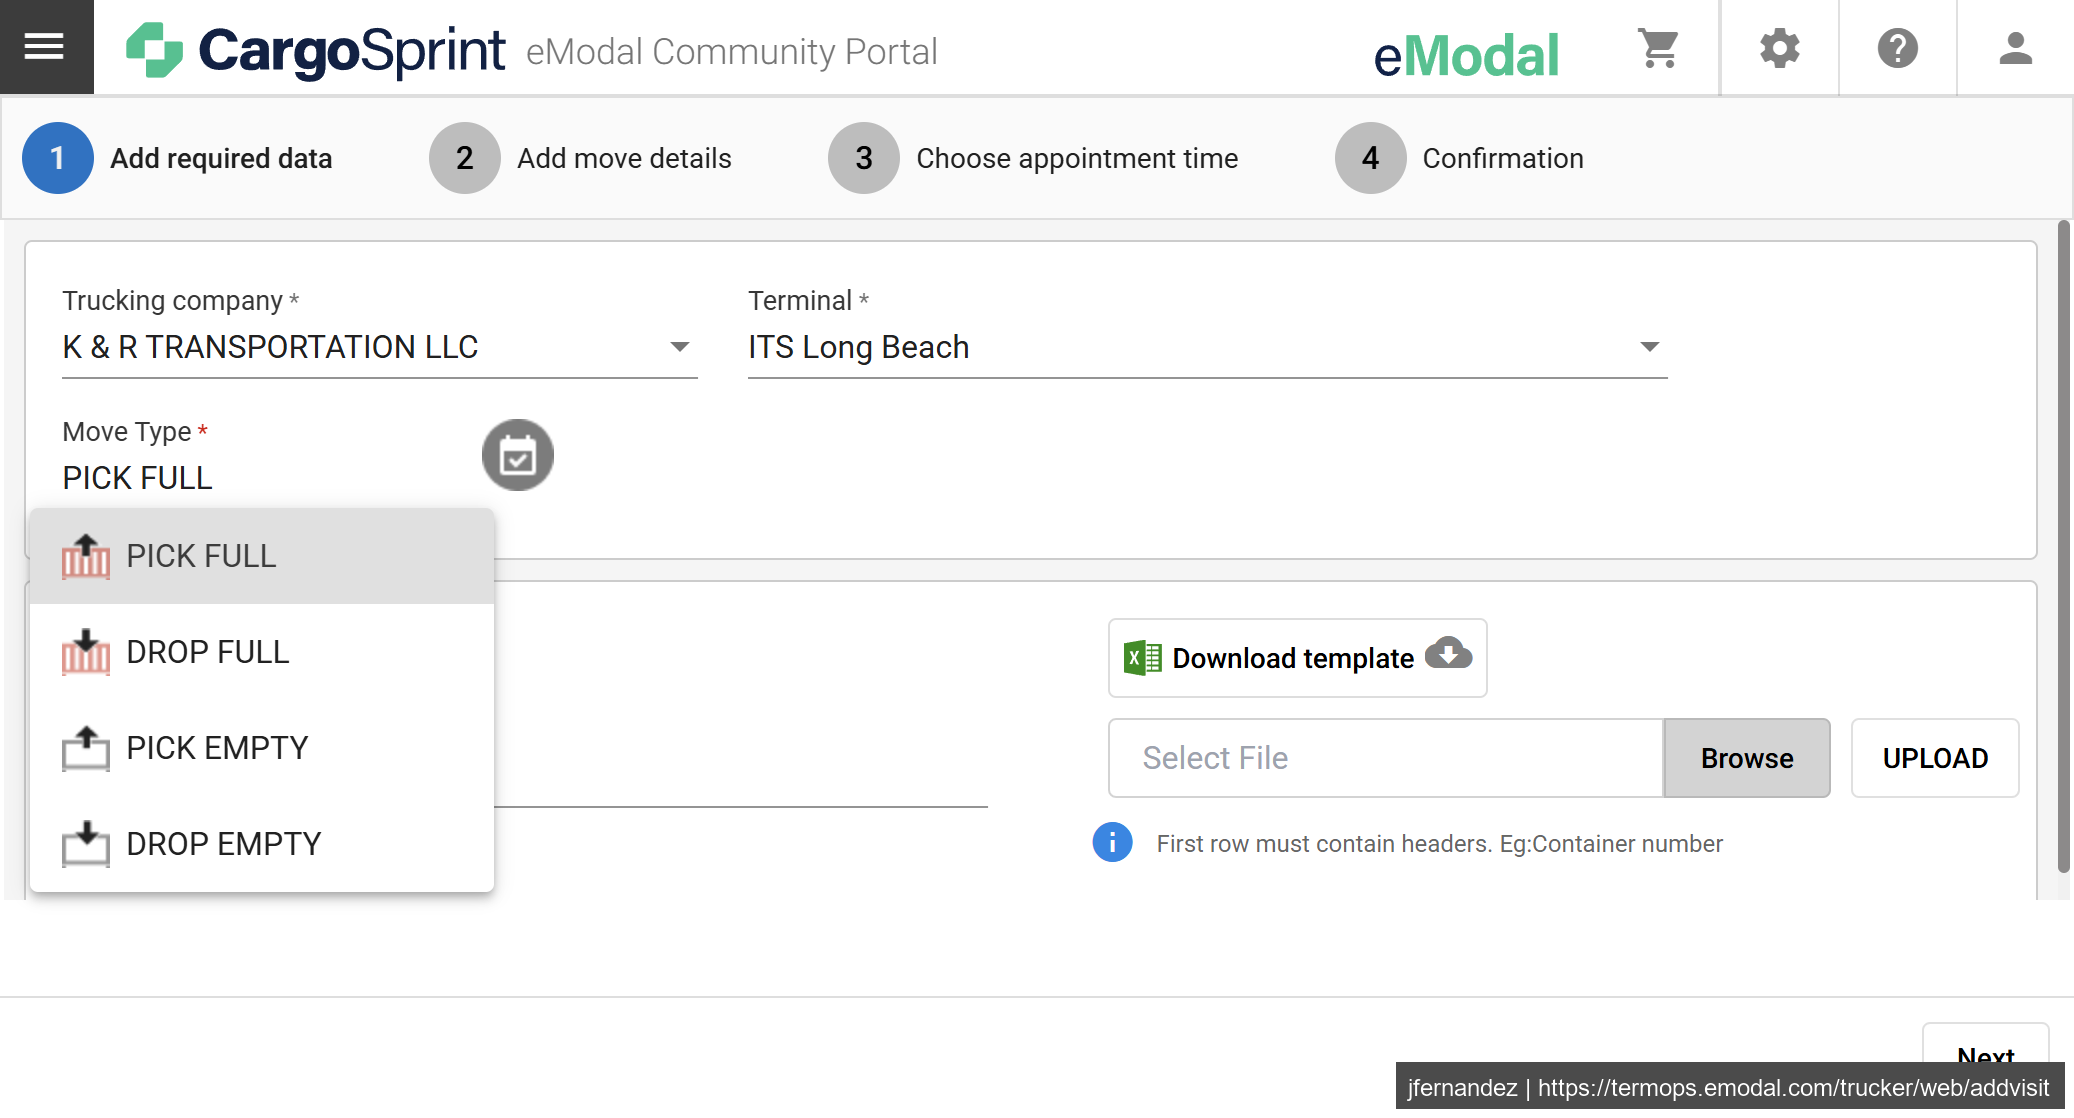 CargoSprint eModal Community Portal
eModal
1 Add required data
2 Add move details
3 Choose appointment time
4 Confirmation
Trucking company *
K & R TRANSPORTATION LLC
Terminal *
ITS Long Beach
Move Type *
PICK FULL
PICK FULL
DROP FULL
PICK EMPTY
DROP EMPTY
Download template
Select File
Browse
UPLOAD
First row must contain headers. Eg:Container number
Next
jfernandez | https://termops.emodal.com/trucker/web/addvisit